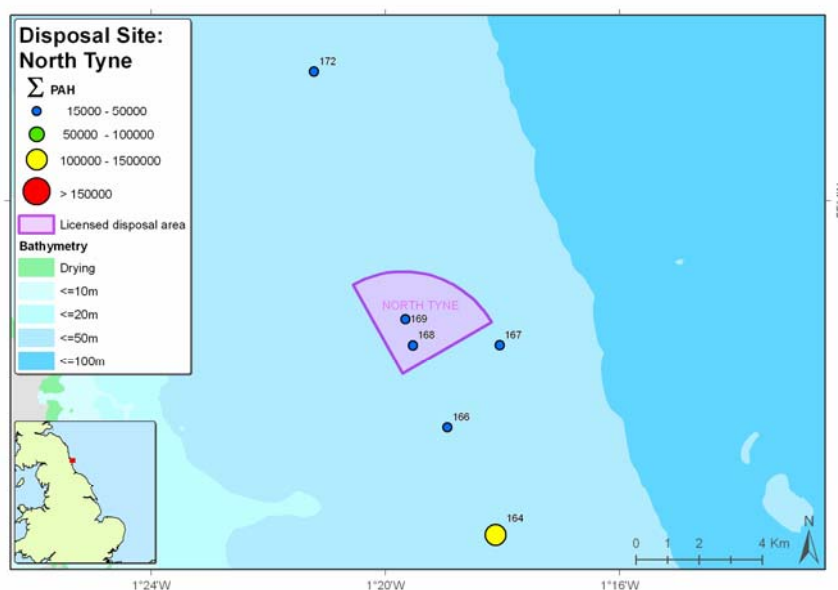 Disposal Site:
North Tyne
Σ PAH
15000 - 50000
50000 - 100000
100000 - 1500000
> 150000
Licensed disposal area
Bathymetry
Drying
<=10m
<=20m
<=50m
<=100m
172
NORTH TYNE
169
168
167
166
164
N
0 1 2 4 Km
1°24'W
1°20'W
1°16'W